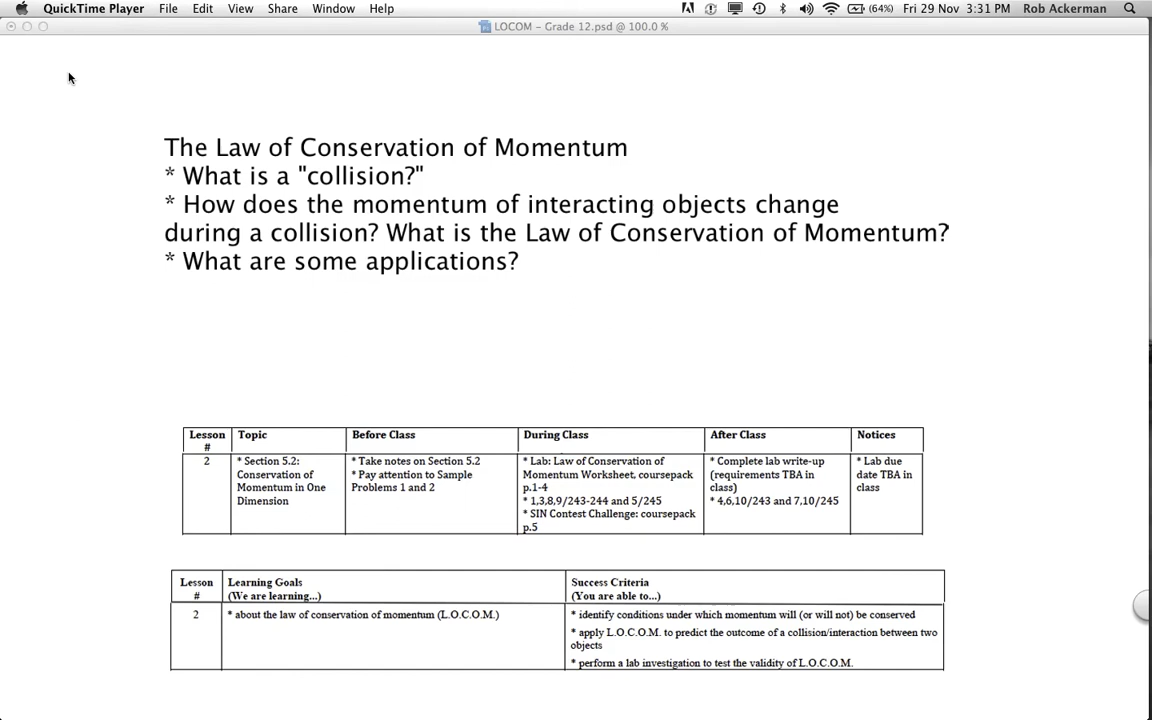 QuickTime Player File Edit View Share Window Help (64%) Fri 29 Nov 3:31 PM Rob Ackerman
LOCOM – Grade 12.psd @ 100.0 %
The Law of Conservation of Momentum
* What is a "collision?"
* How does the momentum of interacting objects change
during a collision? What is the Law of Conservation of Momentum?
* What are some applications?
Lesson
#
Topic
Before Class
During Class
After Class
Notices
2
* Section 5.2:
Conservation of
Momentum in One
Dimension
* Take notes on Section 5.2
* Pay attention to Sample
Problems 1 and 2
* Lab: Law of Conservation of
Momentum Worksheet, coursepack
p.1-4
* 1,3,8,9/243-244 and 5/245
* SIN Contest Challenge: coursepack
p.5
* Complete lab write-up
(requirements TBA in
class)
* 4,6,10/243 and 7,10/245
* Lab due
date TBA in
class
Lesson
#
Learning Goals
(We are learning...)
Success Criteria
(You are able to...)
2
* about the law of conservation of momentum (L.O.C.O.M.)
* identify conditions under which momentum will (or will not) be conserved
* apply L.O.C.O.M. to predict the outcome of a collision/interaction between two
objects
* perform a lab investigation to test the validity of L.O.C.O.M.